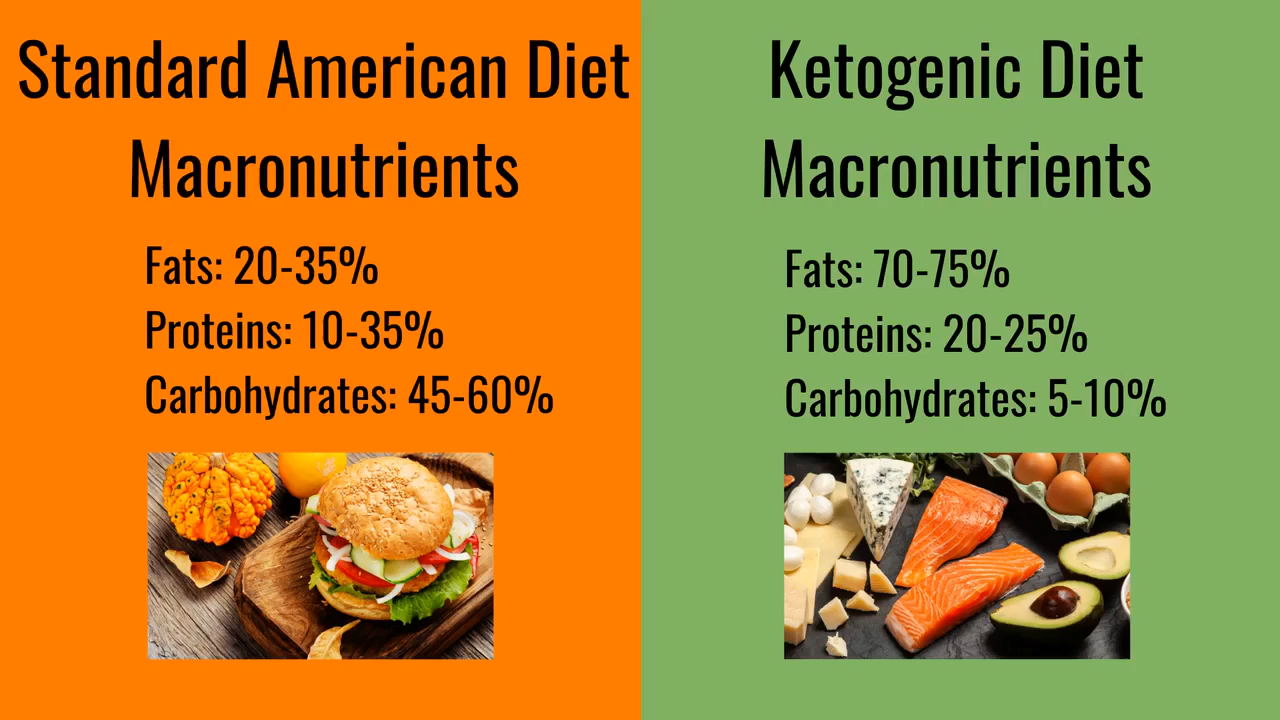 Standard American Diet
Macronutrients
Fats: 20-35%
Proteins: 10-35%
Carbohydrates: 45-60%
Ketogenic Diet
Macronutrients
Fats: 70-75%
Proteins: 20-25%
Carbohydrates: 5-10%